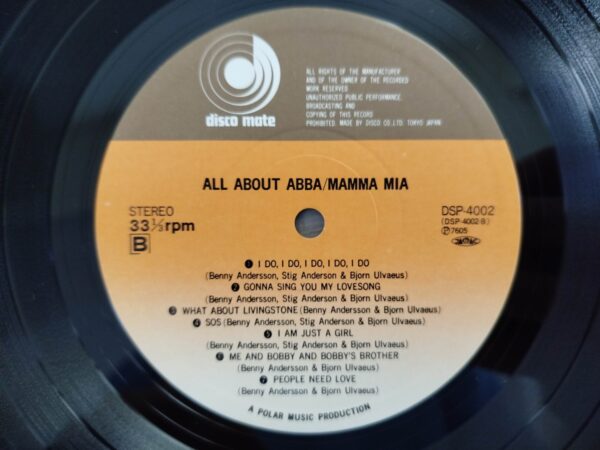 disco mate
ALL RIGHTS OF THE MANUFACTURER
AND OF THE OWNER OF THE RECORDED
WORK RESERVED
UNAUTHORIZED PUBLIC PERFORMANCE,
BROADCASTING AND
COPYING OF THIS RECORD
PROHIBITED. MADE BY DISCO CO.,LTD. TOKYO JAPAN
ALL ABOUT ABBA/MAMMA MIA
STEREO
33⅓rpm
B
DSP-4002
(DSP-4002-B)
Ⓟ7605
❶ I DO, I DO, I DO, I DO, I DO
(Benny Andersson, Stig Anderson & Bjorn Ulvaeus)
❷ GONNA SING YOU MY LOVESONG
(Benny Andersson & Bjorn Ulvaeus)
❸ WHAT ABOUT LIVINGSTONE (Benny Andersson & Bjorn Ulvaeus)
❹ SOS (Benny Andersson, Stig Anderson & Bjorn Ulvaeus)
❺ I AM JUST A GIRL
(Benny Andersson, Stig Anderson & Bjorn Ulvaeus)
❻ ME AND BOBBY AND BOBBY'S BROTHER
(Benny Andersson & Bjorn Ulvaeus)
❼ PEOPLE NEED LOVE
(Benny Andersson & Bjorn Ulvaeus)
A POLAR MUSIC PRODUCTION